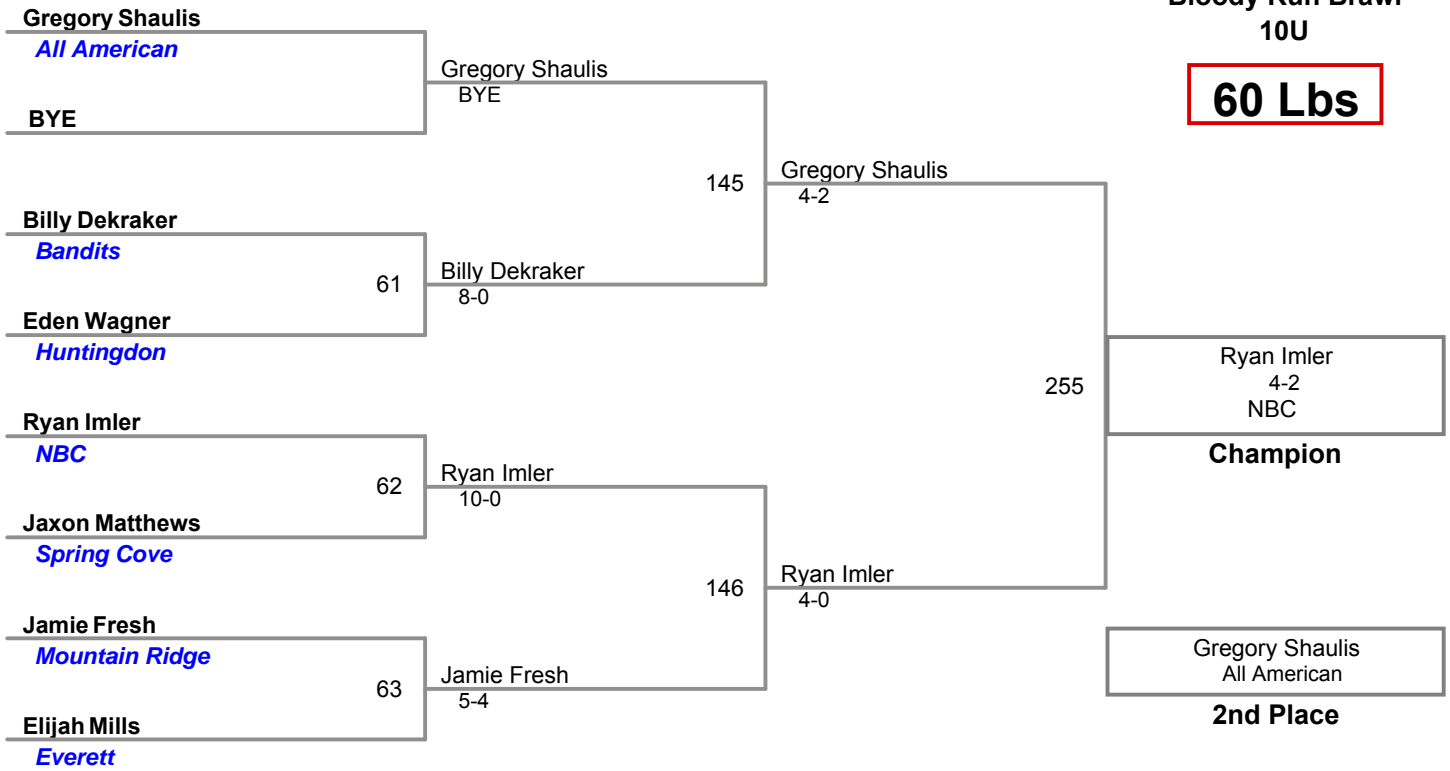 Bloody Run Brawl
10U
60 Lbs
Gregory Shaulis
All American
BYE
Billy Dekraker
Bandits
Eden Wagner
Huntingdon
Ryan Imler
NBC
Jaxon Matthews
Spring Cove
Jamie Fresh
Mountain Ridge
Elijah Mills
Everett
Gregory Shaulis
BYE
61
Billy Dekraker
8-0
62
Ryan Imler
10-0
63
Jamie Fresh
5-4
145
Gregory Shaulis
4-2
146
Ryan Imler
4-0
255
Ryan Imler
4-2
NBC
Champion
Gregory Shaulis
All American
2nd Place